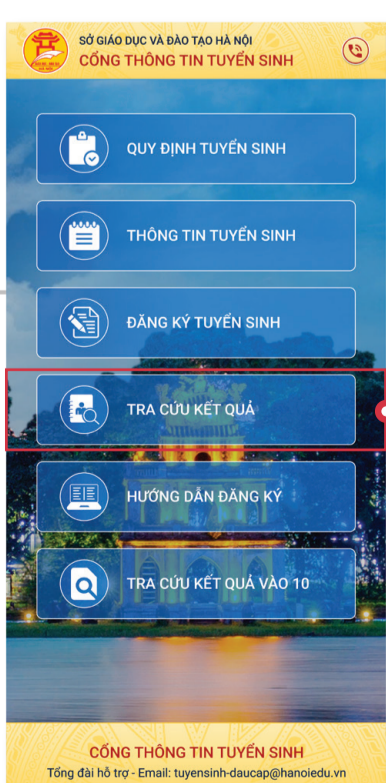 SỞ GIÁO DỤC VÀ ĐÀO TẠO HÀ NỘI
CỔNG THÔNG TIN TUYỂN SINH
QUY ĐỊNH TUYỂN SINH
THÔNG TIN TUYỂN SINH
ĐĂNG KÝ TUYỂN SINH
TRA CỨU KẾT QUẢ
HƯỚNG DẪN ĐĂNG KÝ
TRA CỨU KẾT QUẢ VÀO 10
CỔNG THÔNG TIN TUYỂN SINH
Tổng đài hỗ trợ - Email: tuyensinh-daucap@hanoiedu.vn